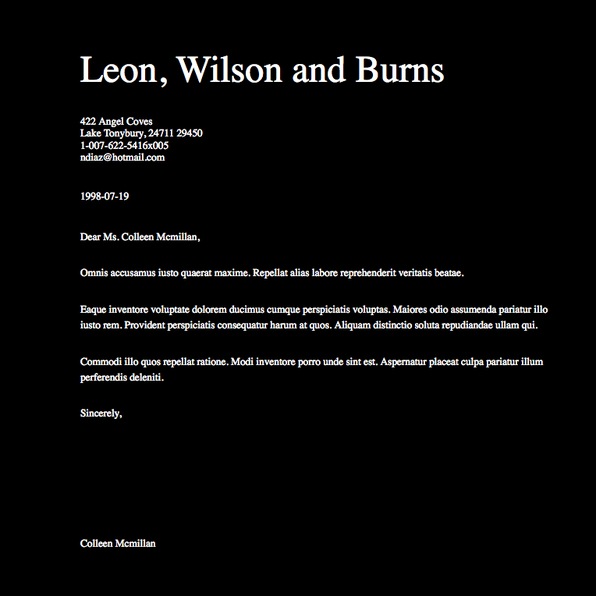 Leon, Wilson and Burns
422 Angel Coves
Lake Tonybury, 24711 29450
1-007-622-5416x005
ndiaz@hotmail.com
1998-07-19
Dear Ms. Colleen Mcmillan,
Omnis accusamus iusto quaerat maxime. Repellat alias labore reprehenderit veritatis beatae.
Eaque inventore voluptate dolorem ducimus cumque perspiciatis voluptas. Maiores odio assumenda pariatur illo
iusto rem. Provident perspiciatis consequatur harum at quos. Aliquam distinctio soluta repudiandae ullam qui.
Commodi illo quos repellat ratione. Modi inventore porro unde sint est. Aspernatur placeat culpa pariatur illum
perferendis deleniti.
Sincerely,
Colleen Mcmillan